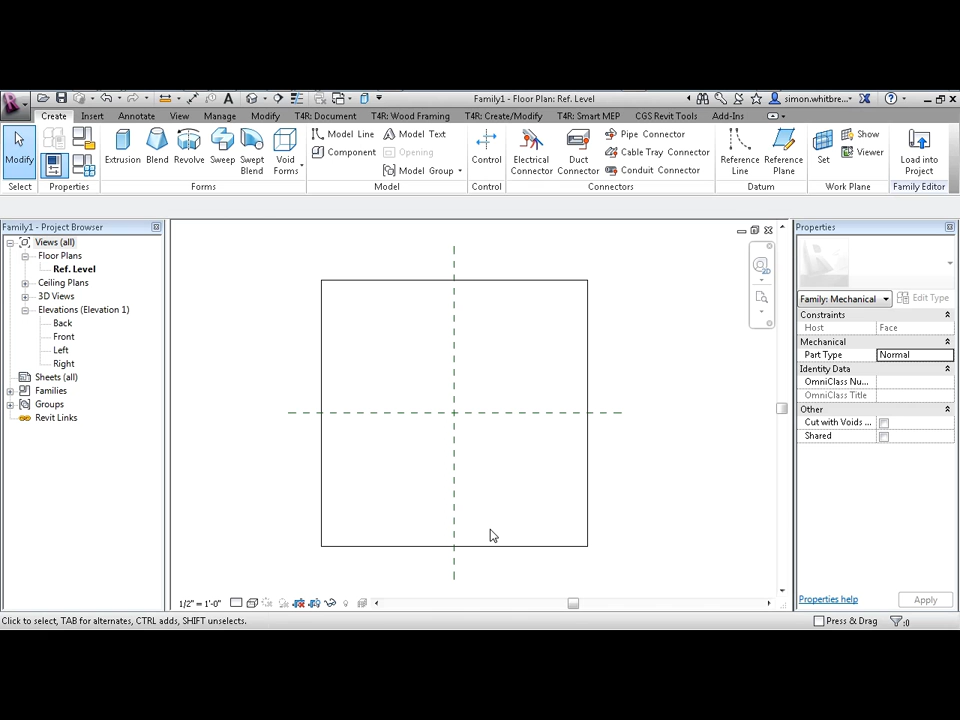 Family1 - Floor Plan: Ref. Level
simon.whitbre...
Create Insert Annotate View Manage Modify T4R: Document T4R: Wood Framing T4R: Create/Modify T4R: Smart MEP CGS Revit Tools Add-Ins
Modify
Extrusion Blend Revolve Sweep Swept Blend Void Forms
Model Line Model Text
Component Opening
Model Group
Control
Electrical Connector Duct Connector
Pipe Connector
Cable Tray Connector
Conduit Connector
Reference Line Reference Plane
Set Show
Viewer
Load into Project
Select Properties Forms Model Control Connectors Datum Work Plane Family Editor
Family1 - Project Browser
Views (all)
Floor Plans
Ref. Level
Ceiling Plans
3D Views
Elevations (Elevation 1)
Back
Front
Left
Right
Sheets (all)
Families
Groups
Revit Links
2D
Properties
Family: Mechanical Edit Type
Constraints
Host Face
Mechanical
Part Type Normal
Identity Data
OmniClass Nu...
OmniClass Title
Other
Cut with Voids ...
Shared
Properties help Apply
1/2" = 1'-0"
Click to select, TAB for alternates, CTRL adds, SHIFT unselects.
Press & Drag :0